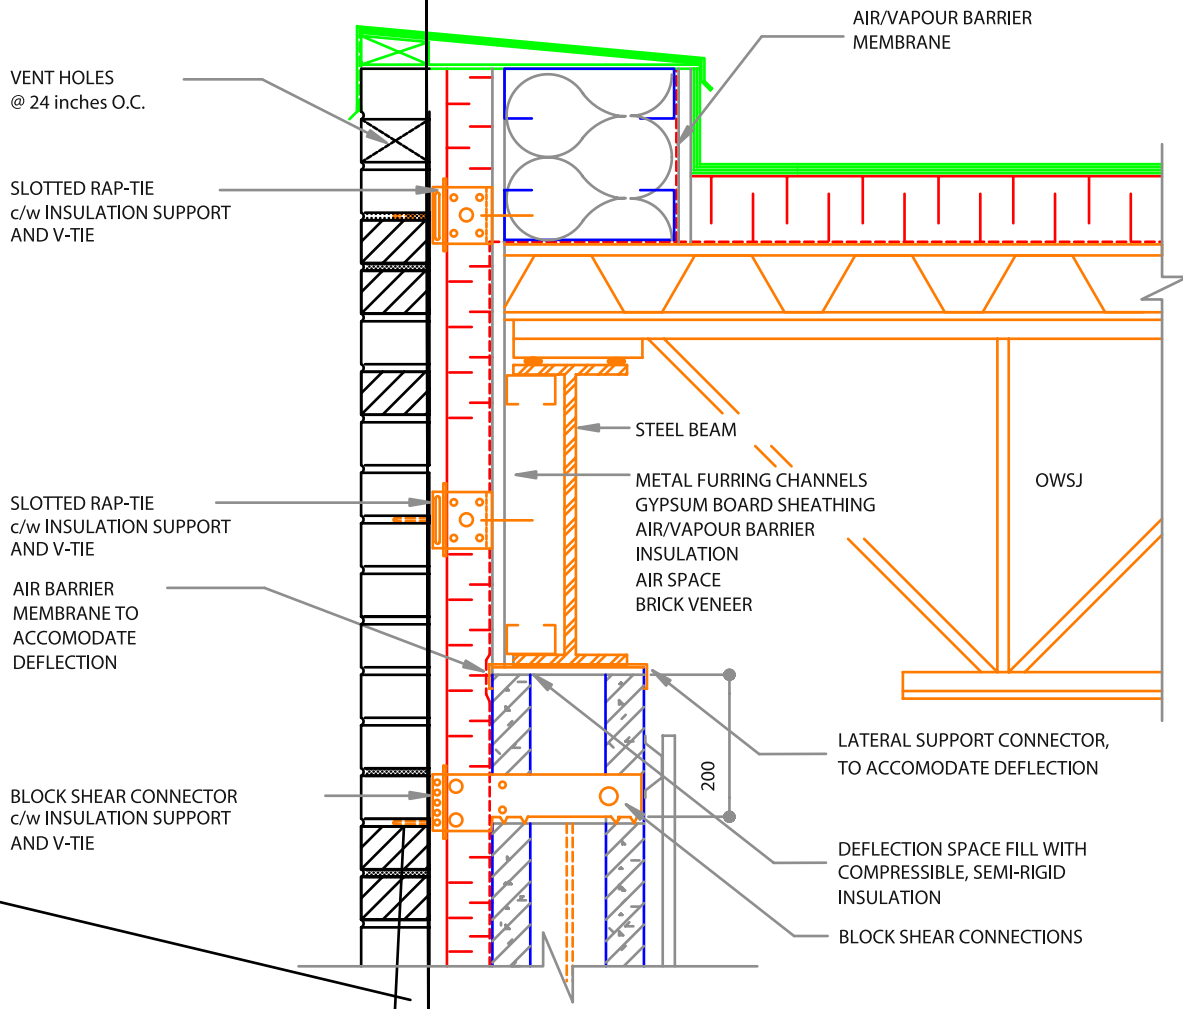 AIR/VAPOUR BARRIER
MEMBRANE
VENT HOLES
@ 24 inches O.C.
SLOTTED RAP-TIE
c/w INSULATION SUPPORT
AND V-TIE
STEEL BEAM
METAL FURRING CHANNELS
GYPSUM BOARD SHEATHING
AIR/VAPOUR BARRIER
INSULATION
AIR SPACE
BRICK VENEER
OWSJ
SLOTTED RAP-TIE
c/w INSULATION SUPPORT
AND V-TIE
AIR BARRIER
MEMBRANE TO
ACCOMODATE
DEFLECTION
LATERAL SUPPORT CONNECTOR,
TO ACCOMODATE DEFLECTION
200
BLOCK SHEAR CONNECTOR
c/w INSULATION SUPPORT
AND V-TIE
DEFLECTION SPACE FILL WITH
COMPRESSIBLE, SEMI-RIGID
INSULATION
BLOCK SHEAR CONNECTIONS